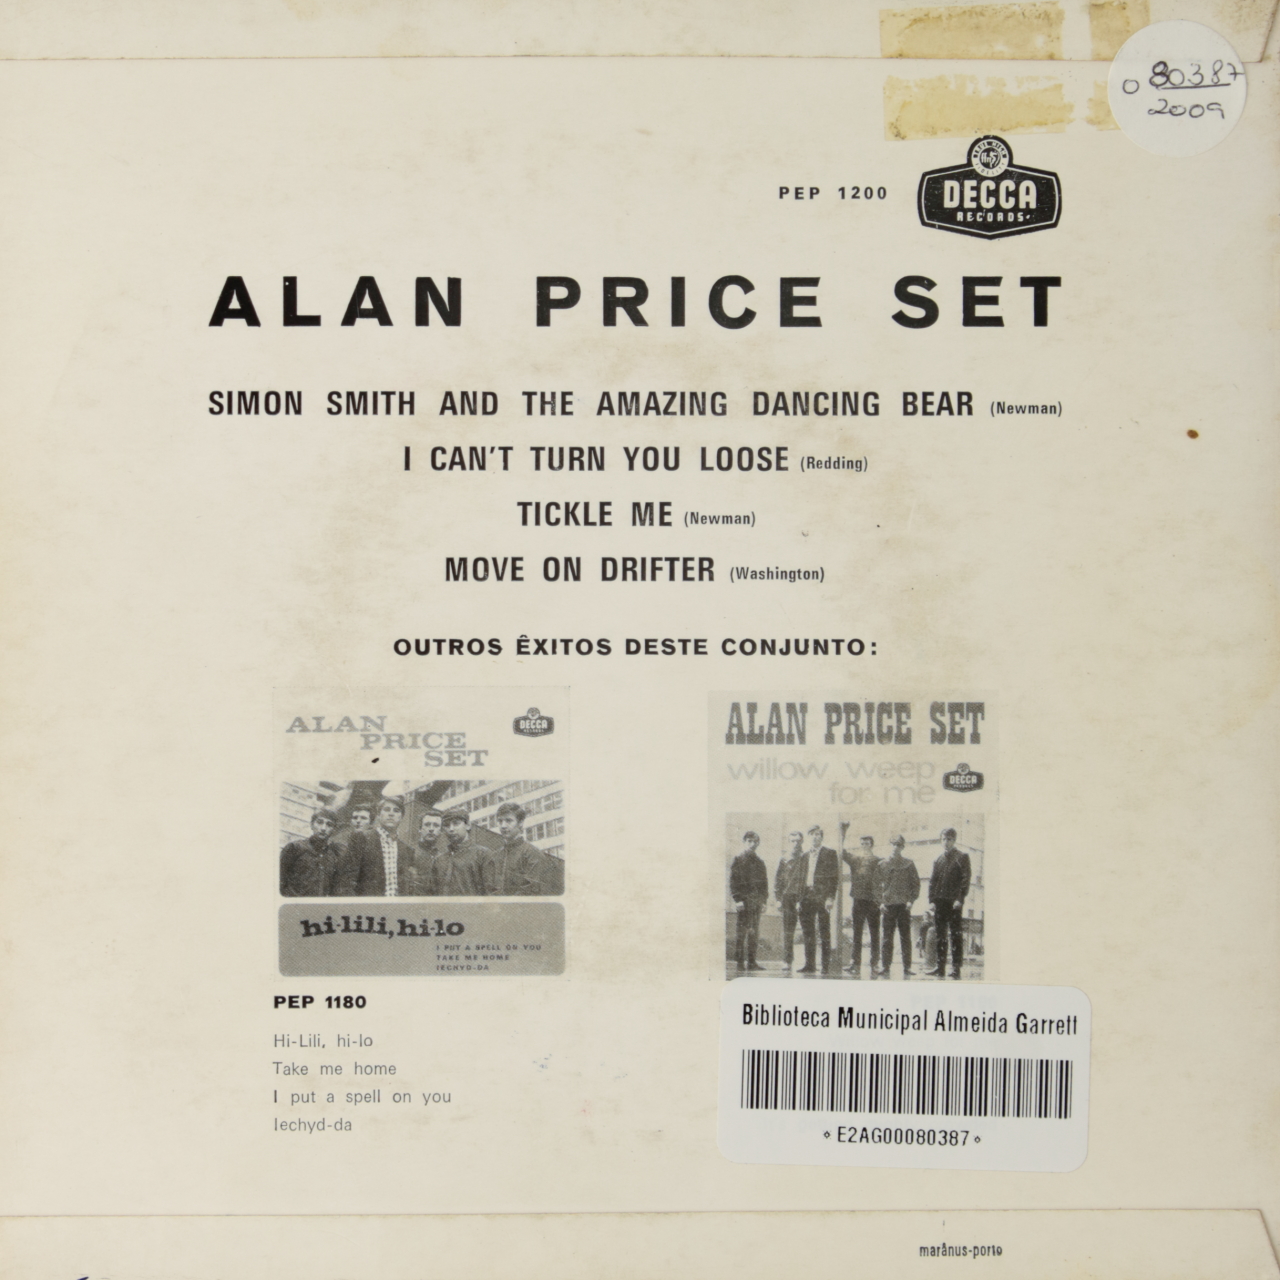 0 80387
2009
PEP 1200
DECCA
RECORDS
ALAN PRICE SET
SIMON SMITH AND THE AMAZING DANCING BEAR (Newman)
I CAN'T TURN YOU LOOSE (Redding)
TICKLE ME (Newman)
MOVE ON DRIFTER (Washington)
OUTROS ÊXITOS DESTE CONJUNTO:
ALAN
PRICE
SET
DECCA
hi-lili, hi-lo
I PUT A SPELL ON YOU
TAKE ME HOME
IECHYD-DA
PEP 1180
Hi-Lili, hi-lo
Take me home
I put a spell on you
Iechyd-da
ALAN PRICE SET
willow weep
for me
DECCA
Biblioteca Municipal Almeida Garrett
E2AG00080387
marânus-porto